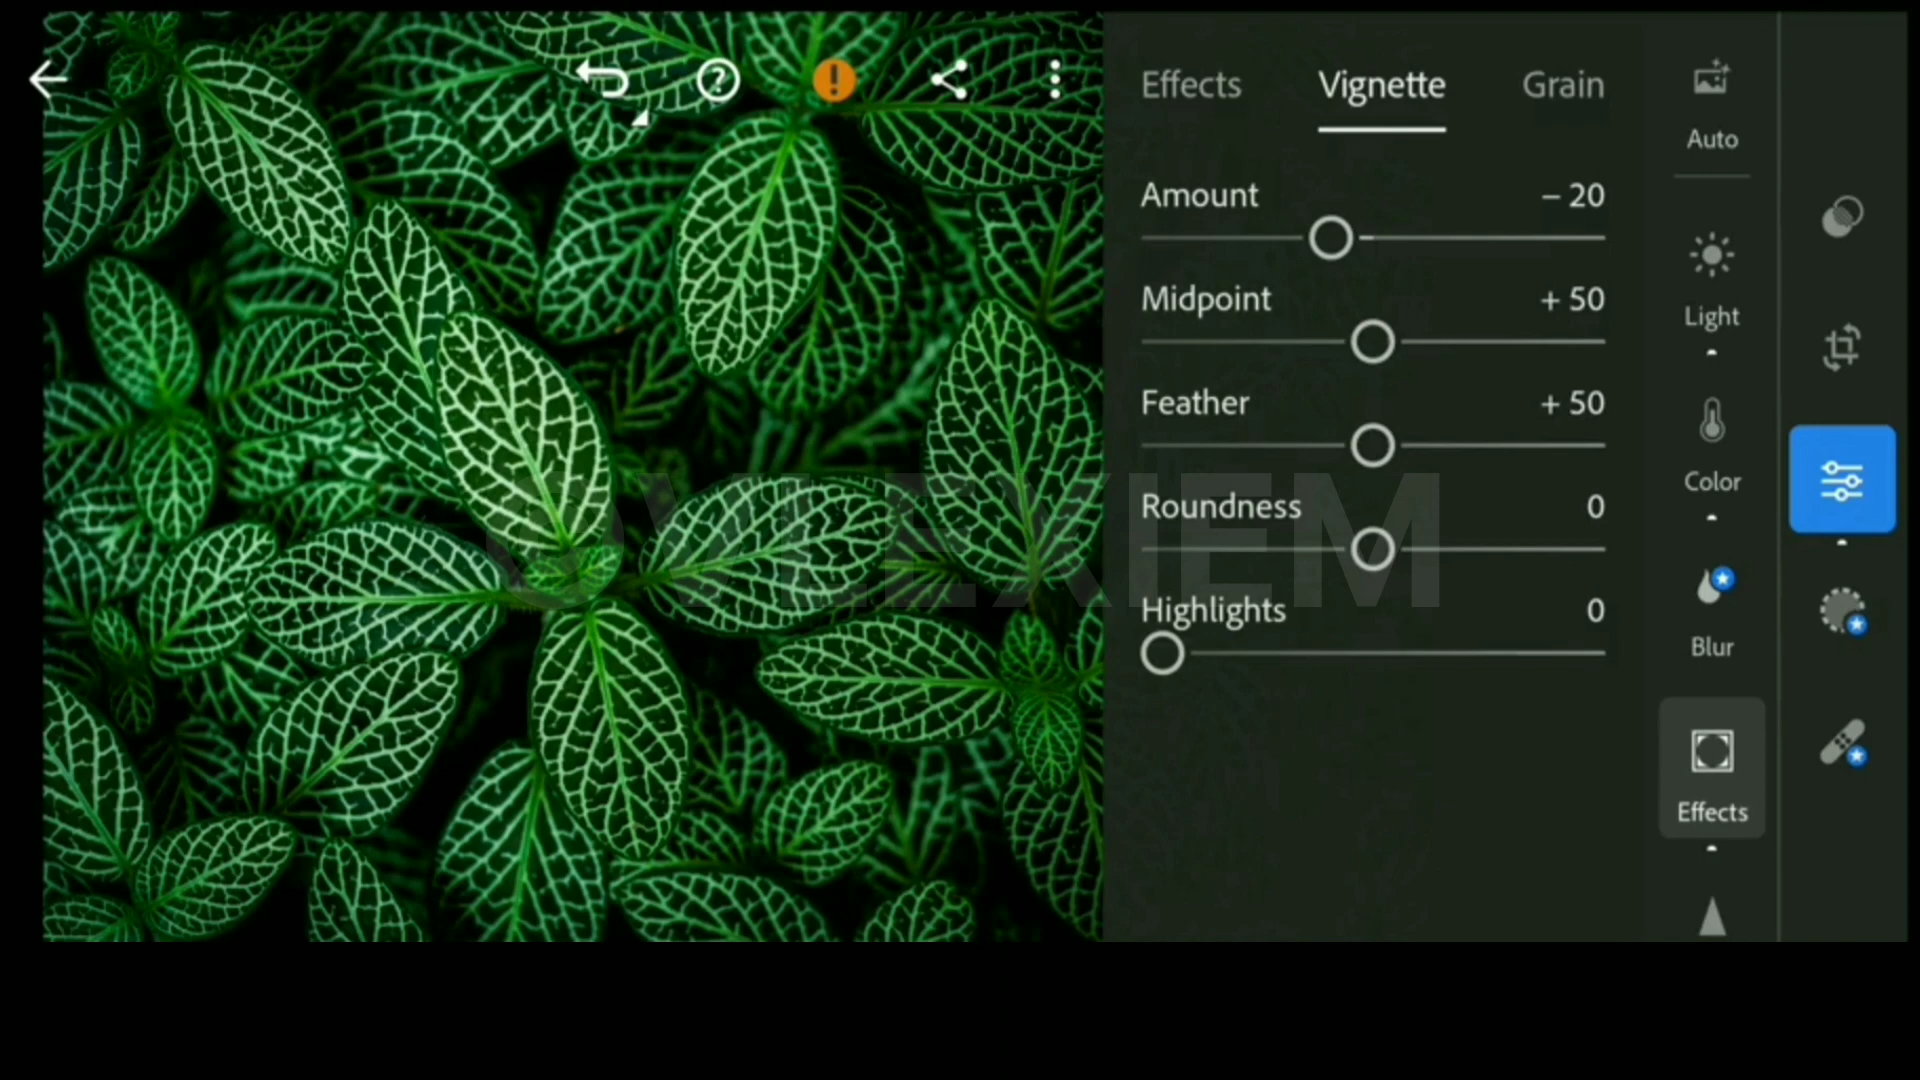 Effects Vignette Grain
Amount − 20
Midpoint + 50
Feather + 50
Roundness 0
Highlights 0
Auto
Light
Color
Blur
Effects